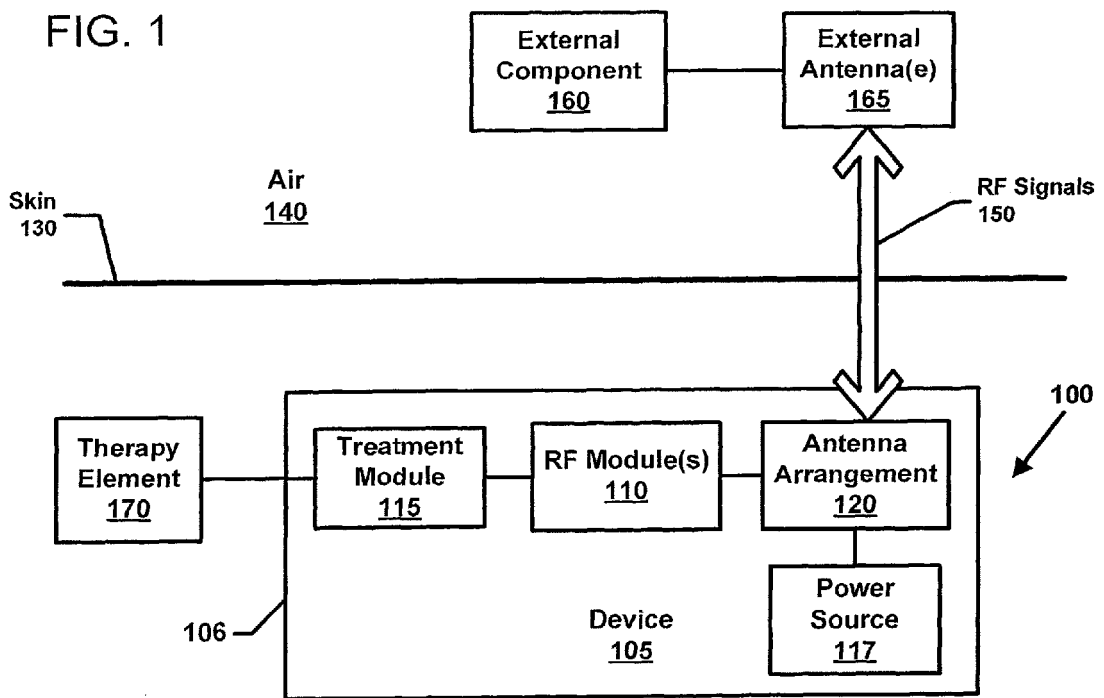 FIG. 1
External
Component
160
External
Antenna(e)
165
Air
140
Skin
130
RF Signals
150
100
Therapy
Element
170
Treatment
Module
115
RF Module(s)
110
Antenna
Arrangement
120
106
Device
105
Power
Source
117